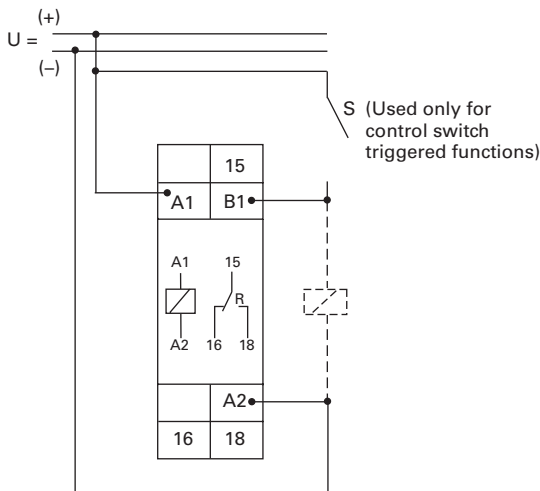 (+)
U =
(–)
S (Used only for
control switch
triggered functions)
15
A1 B1
A1 15
R
A2 16 18
A2
16 18